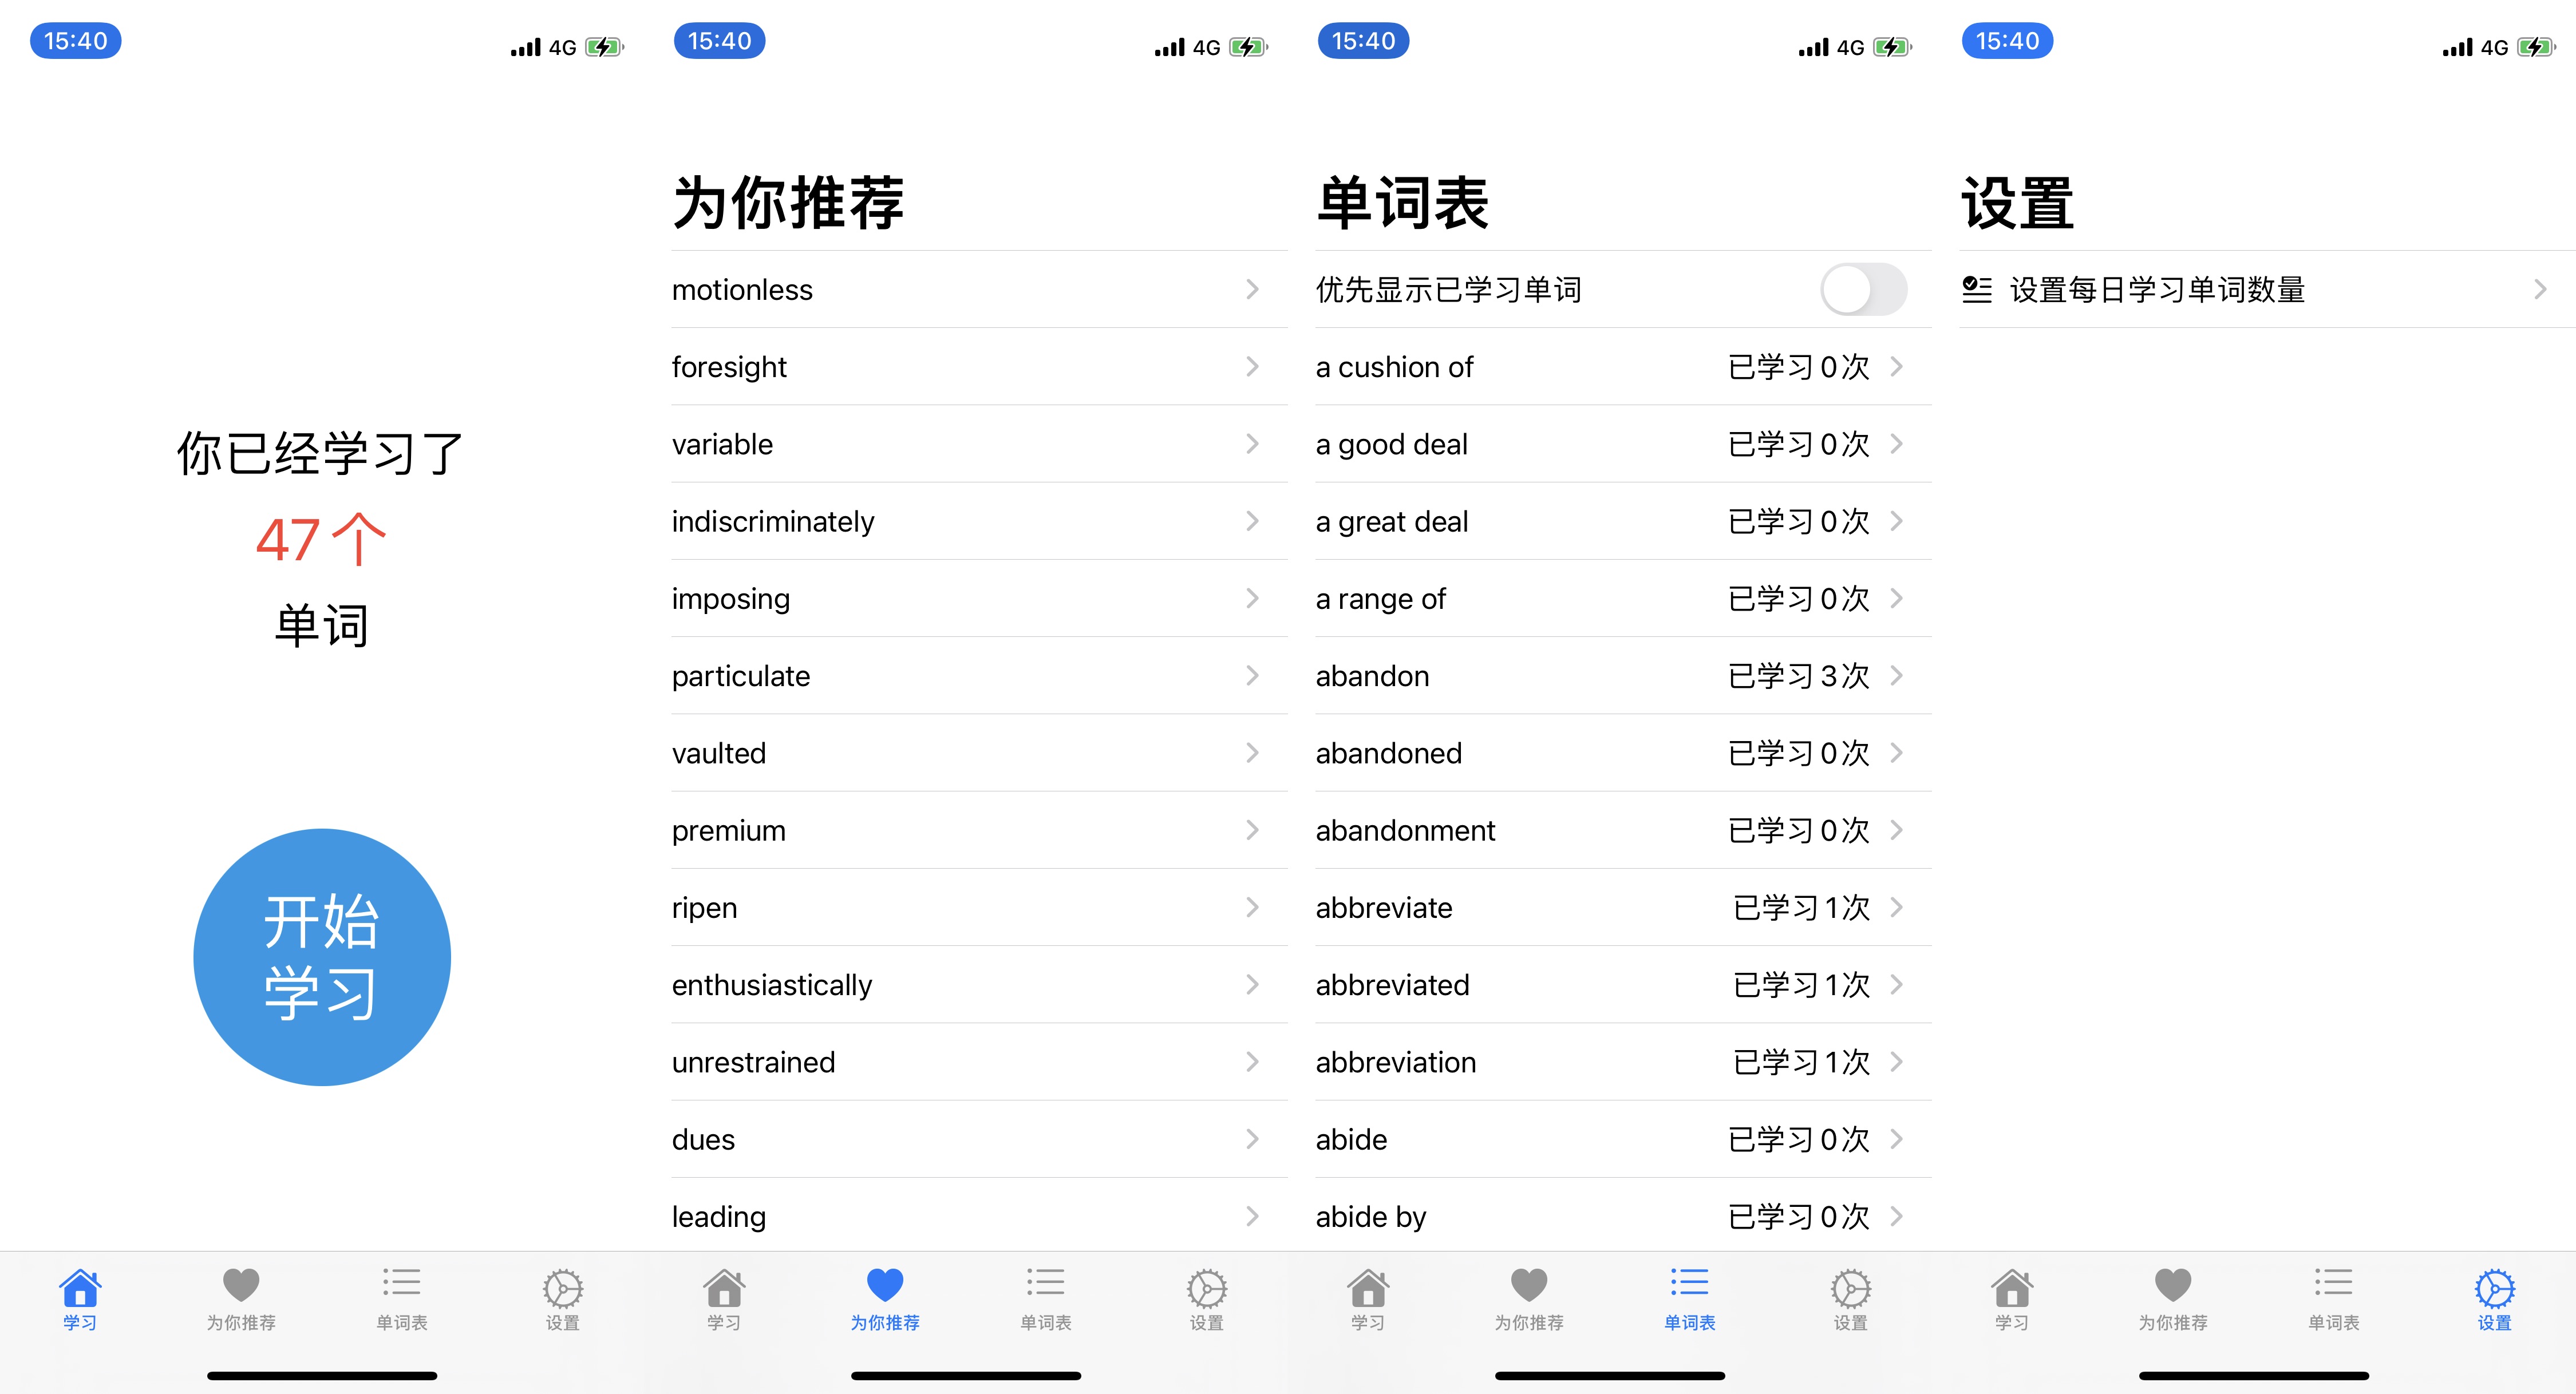 15:40
4G
你已经学习了
47个
单词
开始
学习
学习
为你推荐
单词表
设置
15:40
4G
为你推荐
motionless
foresight
variable
indiscriminately
imposing
particulate
vaulted
premium
ripen
enthusiastically
unrestrained
dues
leading
学习
为你推荐
单词表
设置
15:40
4G
单词表
优先显示已学习单词
a cushion of 已学习0次
a good deal 已学习0次
a great deal 已学习0次
a range of 已学习0次
abandon 已学习3次
abandoned 已学习0次
abandonment 已学习0次
abbreviate 已学习1次
abbreviated 已学习1次
abbreviation 已学习1次
abide 已学习0次
abide by 已学习0次
学习
为你推荐
单词表
设置
15:40
4G
设置
设置每日学习单词数量
学习
为你推荐
单词表
设置